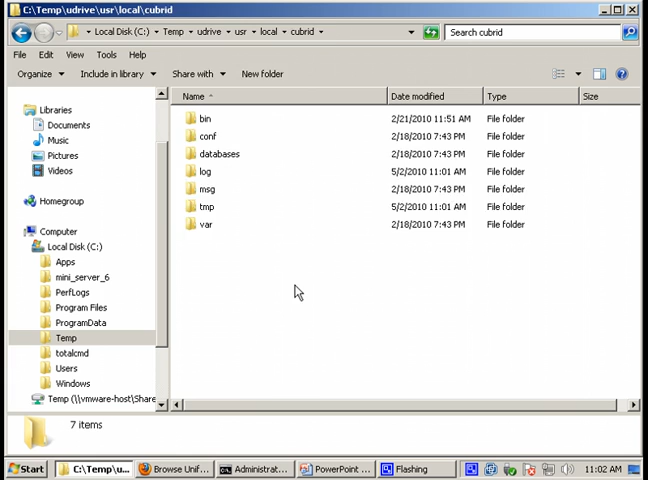 C:\Temp\udrive\usr\local\cubrid
Local Disk (C:) Temp udrive usr local cubrid Search cubrid
File Edit View Tools Help
Organize Include in library Share with New folder
Name Date modified Type Size
bin 2/21/2010 11:51 AM File folder
conf 2/18/2010 7:43 PM File folder
databases 2/18/2010 7:43 PM File folder
log 5/2/2010 11:01 AM File folder
msg 2/18/2010 7:43 PM File folder
tmp 5/2/2010 11:01 AM File folder
var 2/18/2010 7:43 PM File folder
Libraries
Documents
Music
Pictures
Videos
Homegroup
Computer
Local Disk (C:)
Apps
mini_server_6
PerfLogs
Program Files
ProgramData
Temp
totalcmd
Users
Windows
Temp (\\vmware-host\Share
7 items
Start C:\Temp\u... Browse Unif... Administrat... PowerPoint ... Flashing 11:02 AM